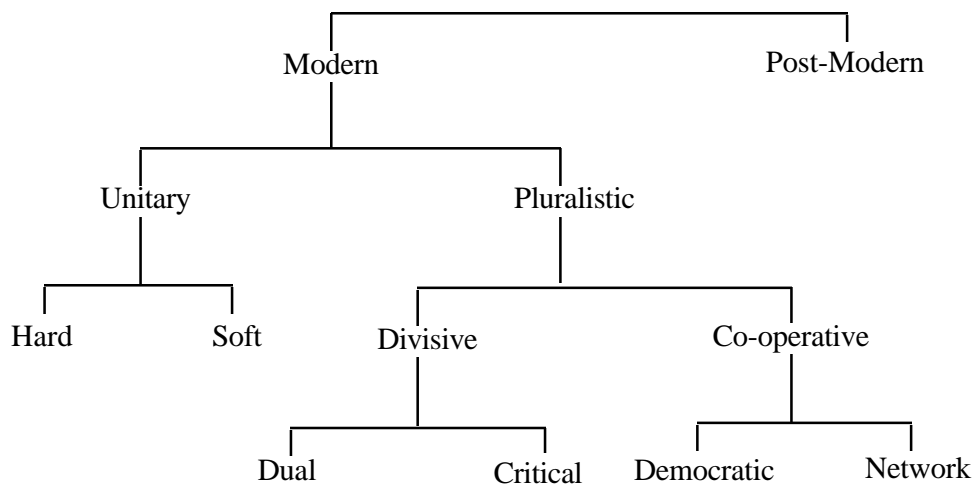 Modern Post-Modern
Unitary Pluralistic
Hard Soft Divisive Co-operative
Dual Critical Democratic Network